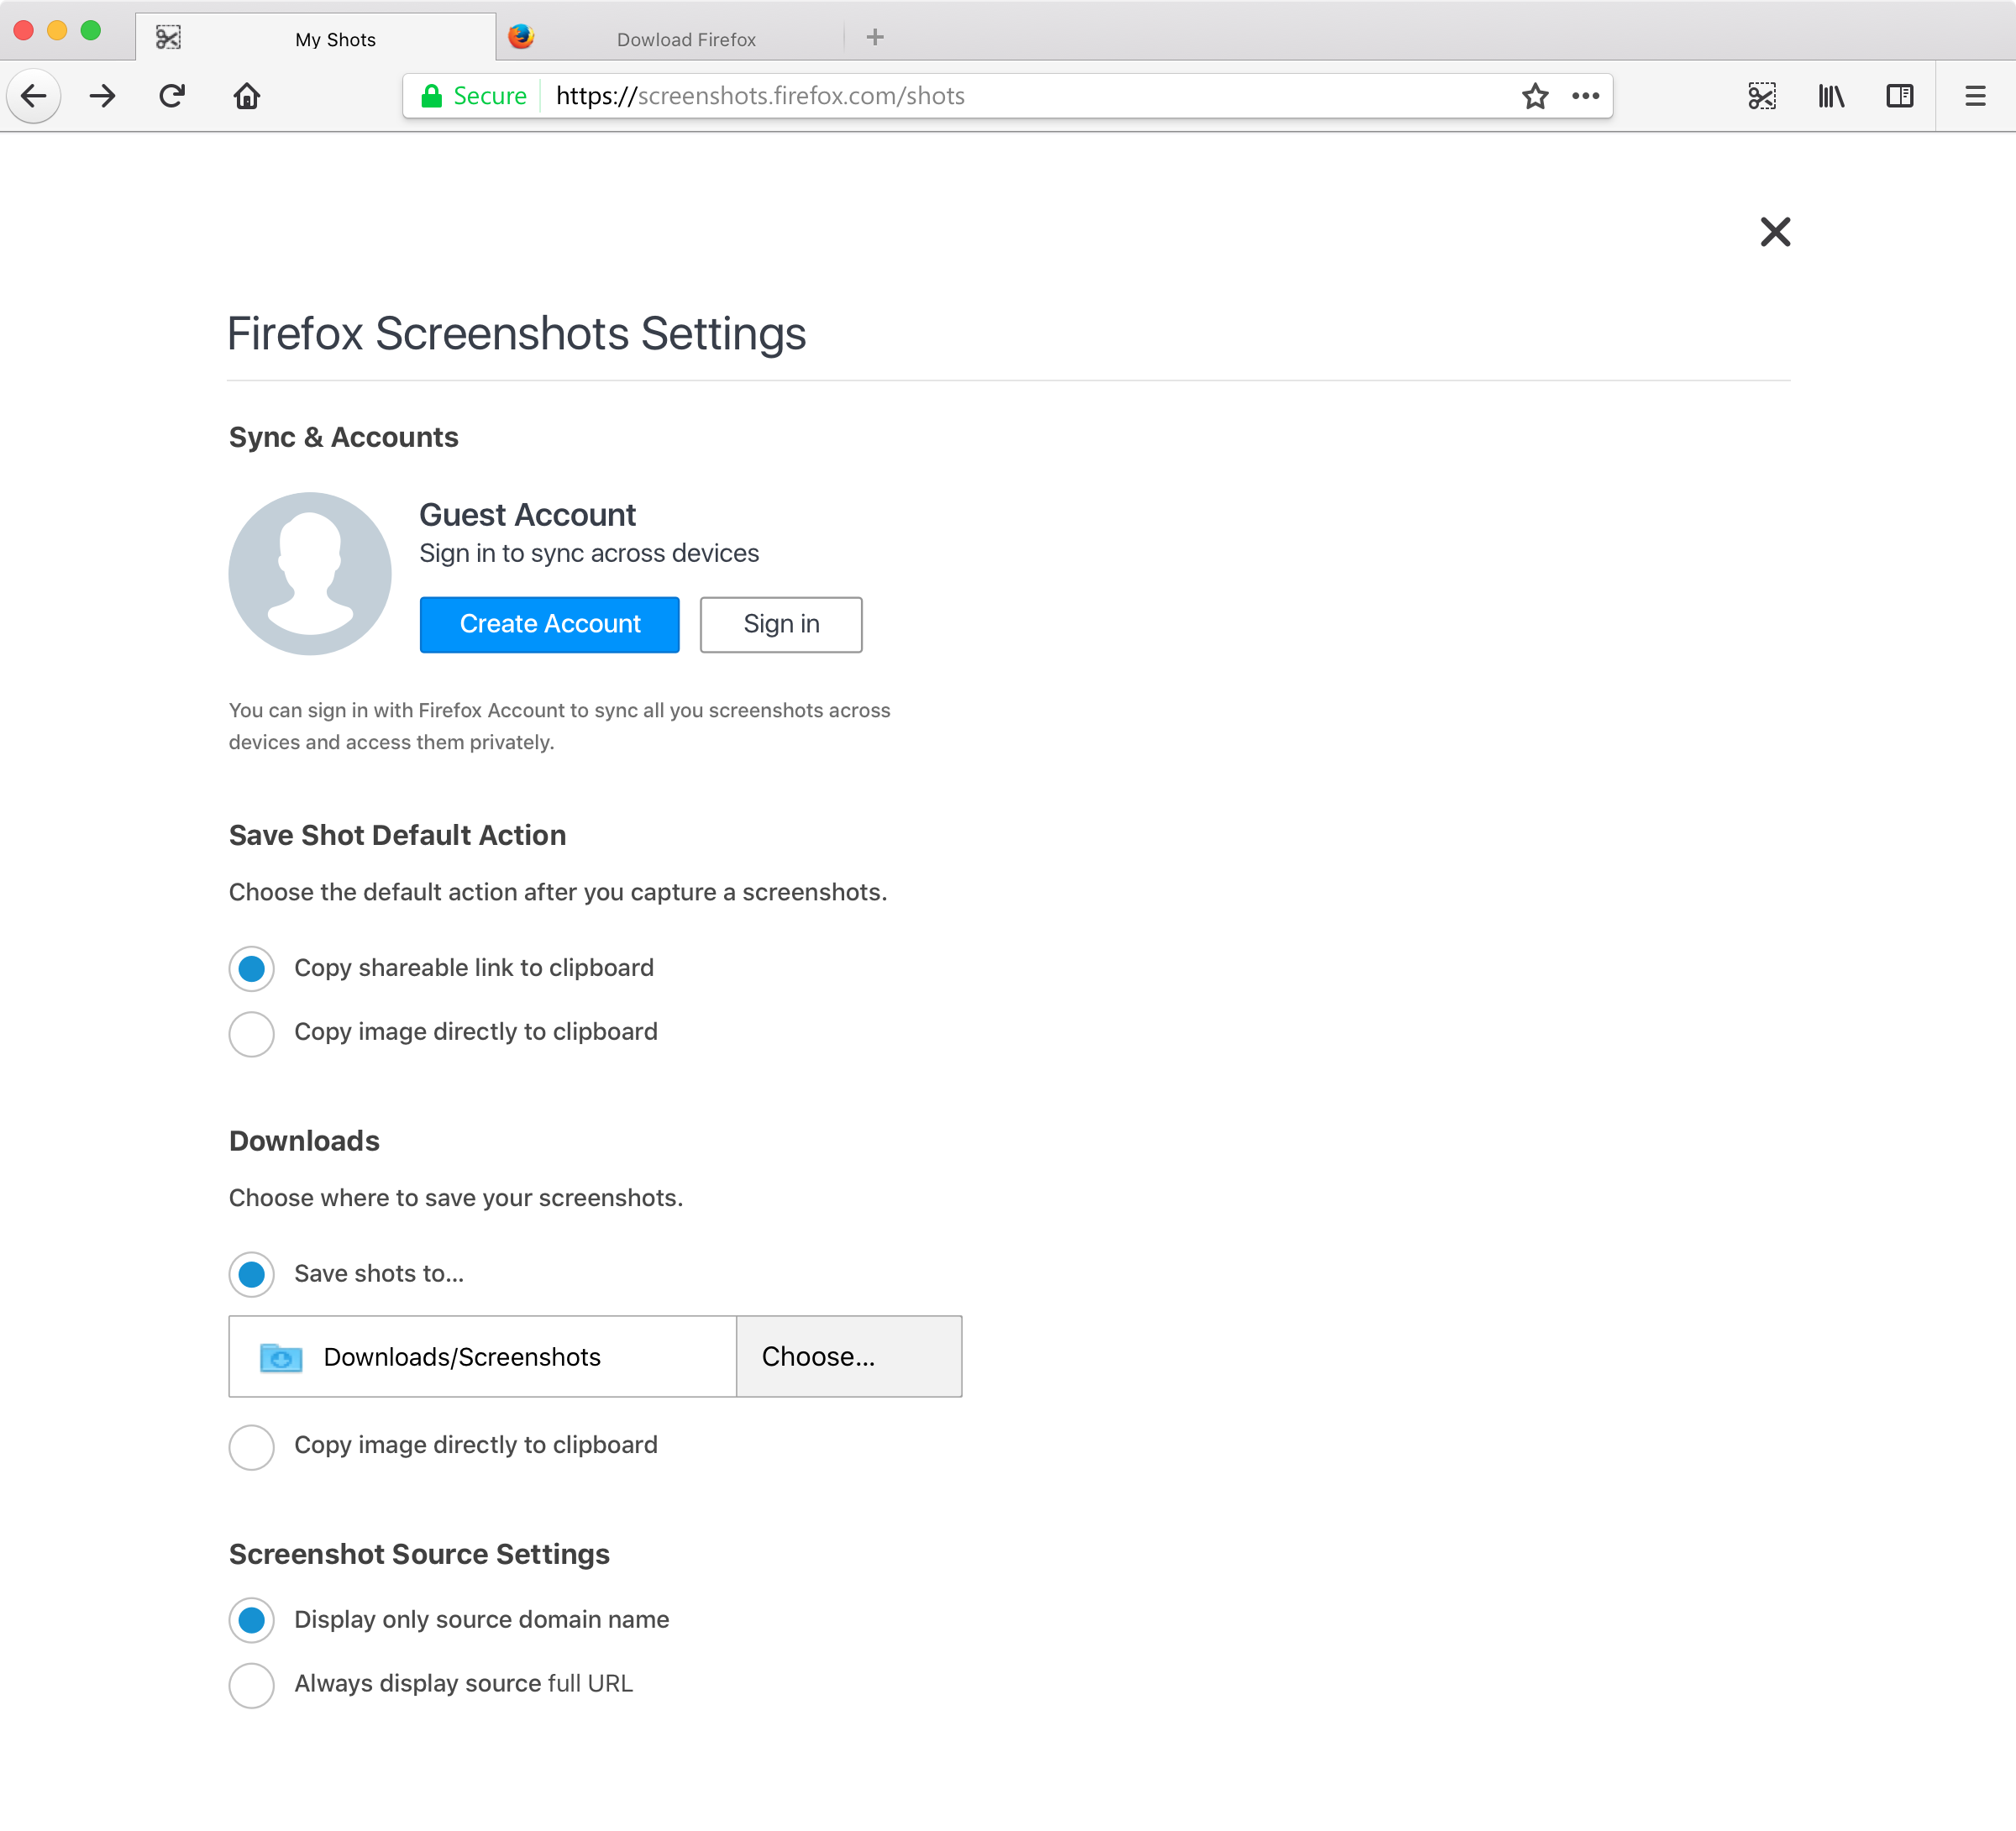 My Shots
Dowload Firefox
Secure https://screenshots.firefox.com/shots
Firefox Screenshots Settings
Sync & Accounts
Guest Account
Sign in to sync across devices
Create Account
Sign in
You can sign in with Firefox Account to sync all you screenshots across
devices and access them privately.
Save Shot Default Action
Choose the default action after you capture a screenshots.
Copy shareable link to clipboard
Copy image directly to clipboard
Downloads
Choose where to save your screenshots.
Save shots to...
Downloads/Screenshots
Choose...
Copy image directly to clipboard
Screenshot Source Settings
Display only source domain name
Always display source full URL